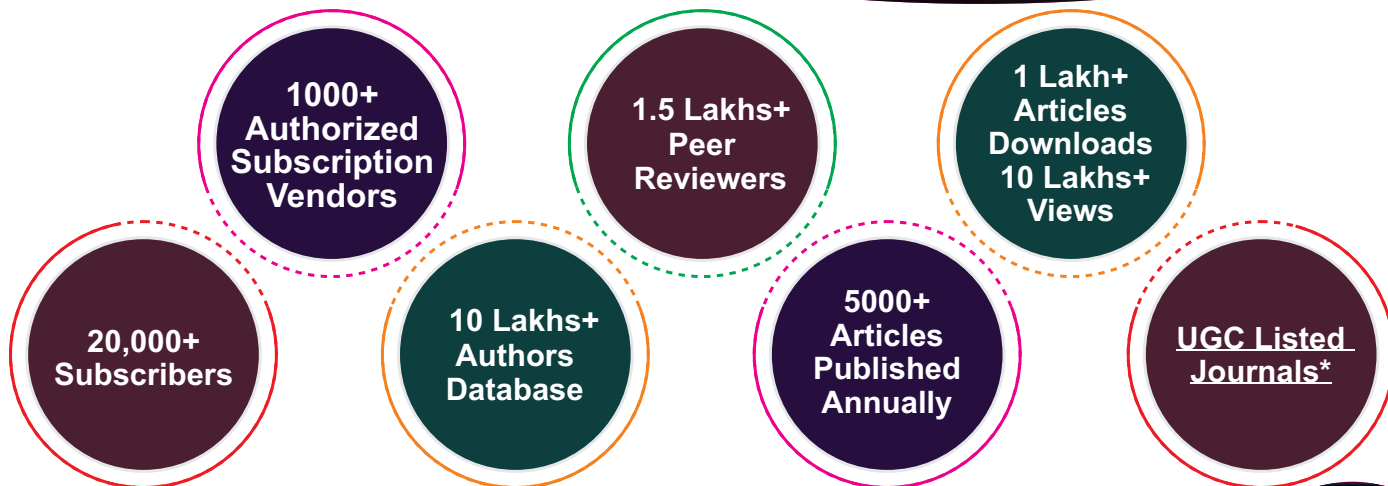 1000+
Authorized
Subscription
Vendors
1.5 Lakhs+
Peer
Reviewers
1 Lakh+
Articles
Downloads
10 Lakhs+
Views
20,000+
Subscribers
10 Lakhs+
Authors
Database
5000+
Articles
Published
Annually
UGC Listed
Journals*